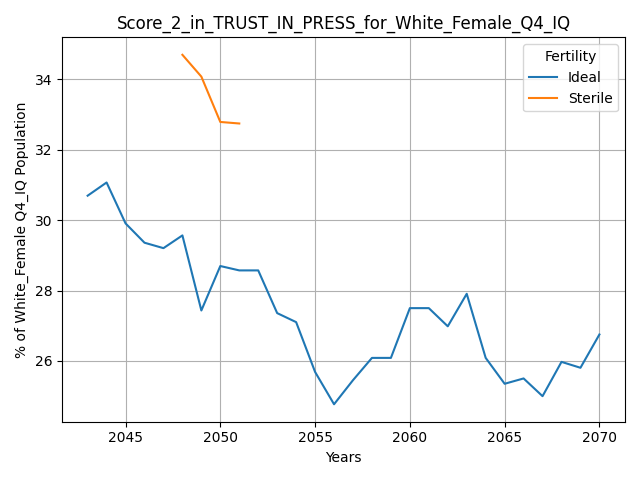 Score_2_in_TRUST_IN_PRESS_for_White_Female_Q4_IQ
Fertility
Ideal
Sterile
% of White_Female Q4_IQ Population
34
32
30
28
26
2045
2050
2055
2060
2065
2070
Years